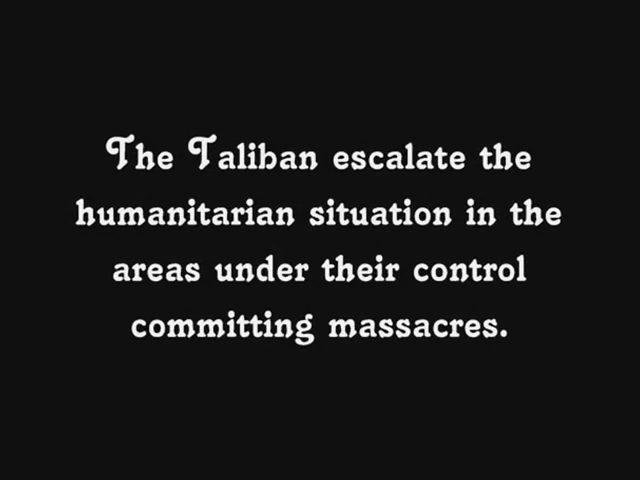 The Taliban escalate the
humanitarian situation in the
areas under their control
committing massacres.